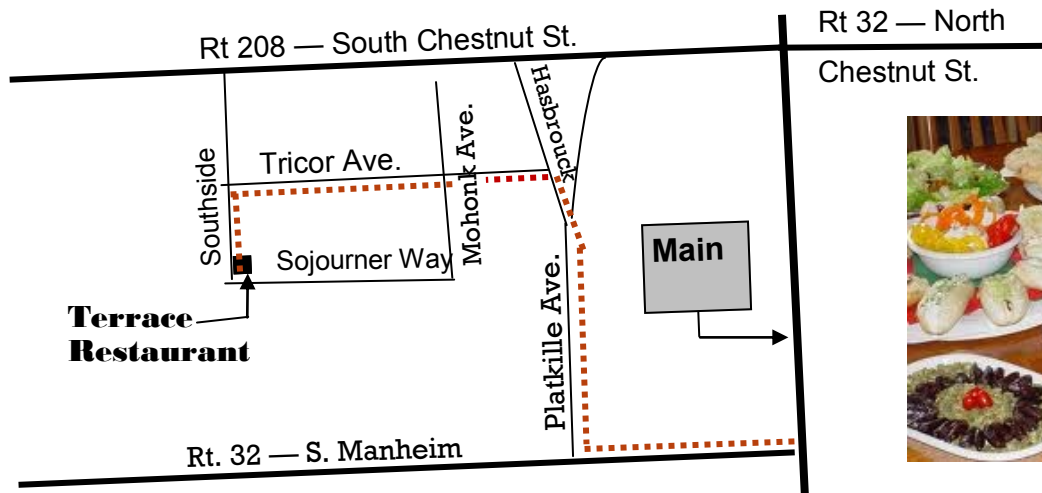 Rt 208 — South Chestnut St.
Rt 32 — North
Chestnut St.
Hasbrouck
Southside
Tricor Ave.
Mohonk Ave.
Sojourner Way
Main
Terrace
Restaurant
Platkille Ave.
Rt. 32 — S. Manheim